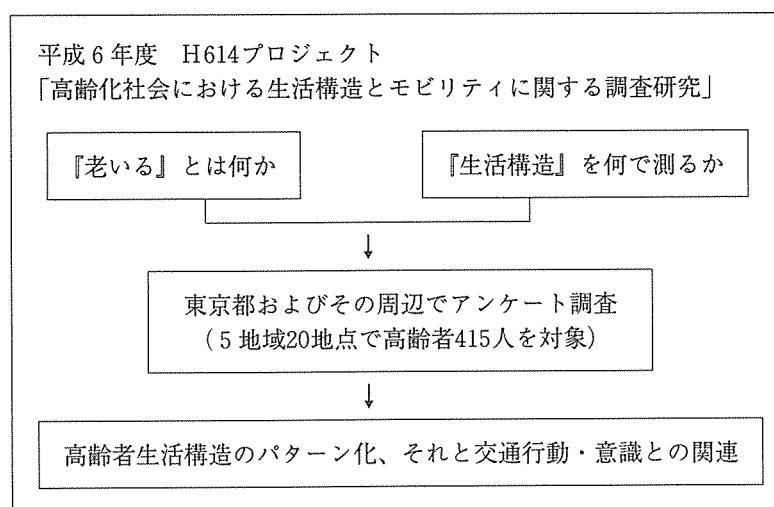 平成6年度　H614プロジェクト
「高齢化社会における生活構造とモビリティに関する調査研究」
『老いる』とは何か
『生活構造』を何で測るか
東京都およびその周辺でアンケート調査
(5地域20地点で高齢者415人を対象)
高齢者生活構造のパターン化、それと交通行動・意識との関連